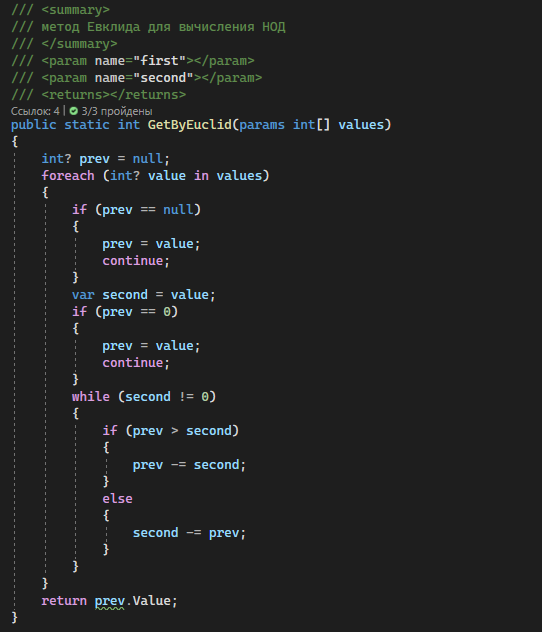 /// <summary>
/// метод Евклида для вычисления НОД
/// </summary>
/// <param name="first"></param>
/// <param name="second"></param>
/// <returns></returns>
Ссылок: 4 | 3/3 пройдены
public static int GetByEuclid(params int[] values)
{
    int? prev = null;
    foreach (int? value in values)
    {
        if (prev == null)
        {
            prev = value;
            continue;
        }
        var second = value;
        if (prev == 0)
        {
            prev = value;
            continue;
        }
        while (second != 0)
        {
            if (prev > second)
            {
                prev -= second;
            }
            else
            {
                second -= prev;
            }
        }
    }
    return prev.Value;
}